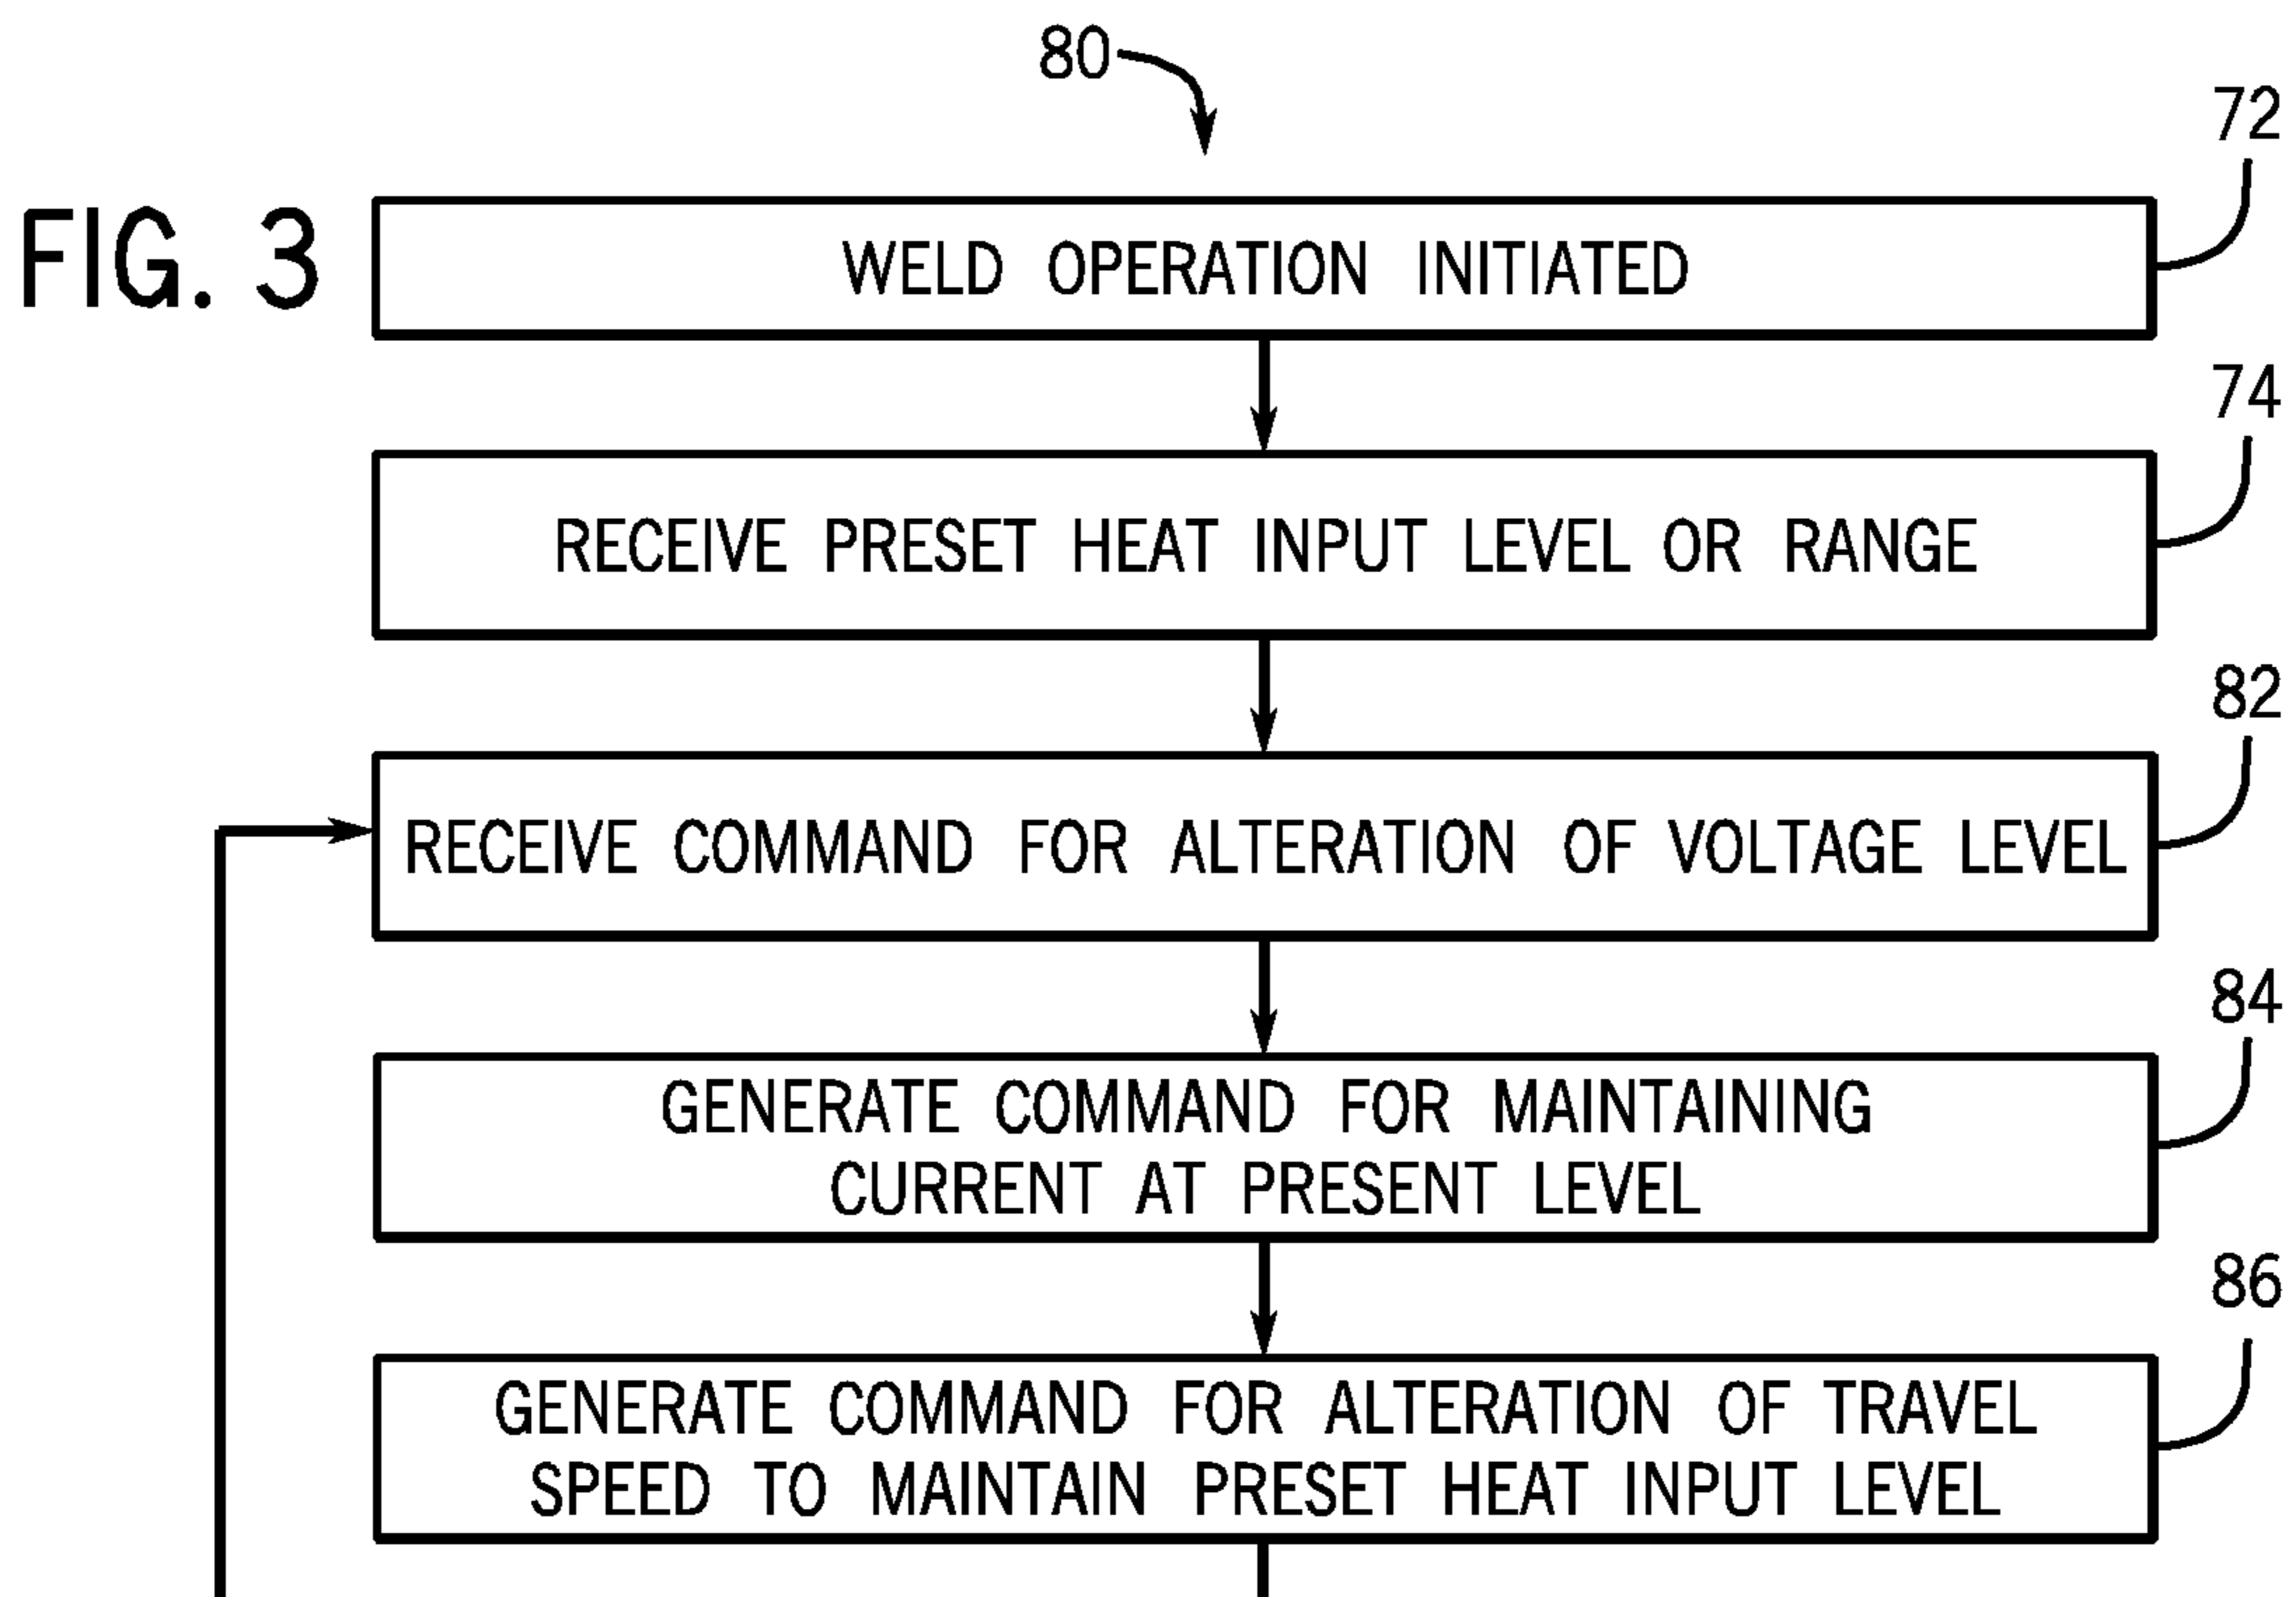 80
72
FIG. 3
WELD OPERATION INITIATED
74
RECEIVE PRESET HEAT INPUT LEVEL OR RANGE
82
RECEIVE COMMAND FOR ALTERATION OF VOLTAGE LEVEL
84
GENERATE COMMAND FOR MAINTAINING
CURRENT AT PRESENT LEVEL
86
GENERATE COMMAND FOR ALTERATION OF TRAVEL
SPEED TO MAINTAIN PRESET HEAT INPUT LEVEL